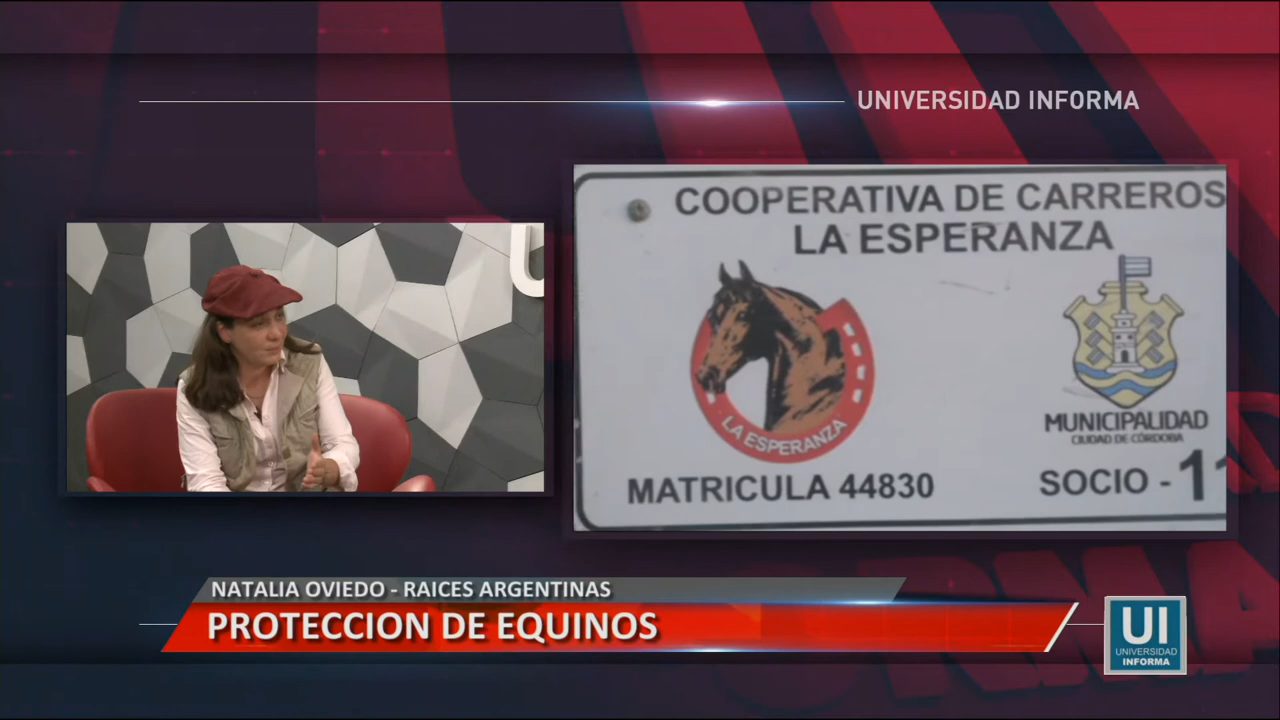 UNIVERSIDAD INFORMA
COOPERATIVA DE CARREROS
LA ESPERANZA
LA ESPERANZA
MUNICIPALIDAD
CIUDAD DE CÓRDOBA
MATRICULA 44830
SOCIO - 11
NATALIA OVIEDO - RAICES ARGENTINAS
PROTECCION DE EQUINOS
UI
UNIVERSIDAD
INFORMA